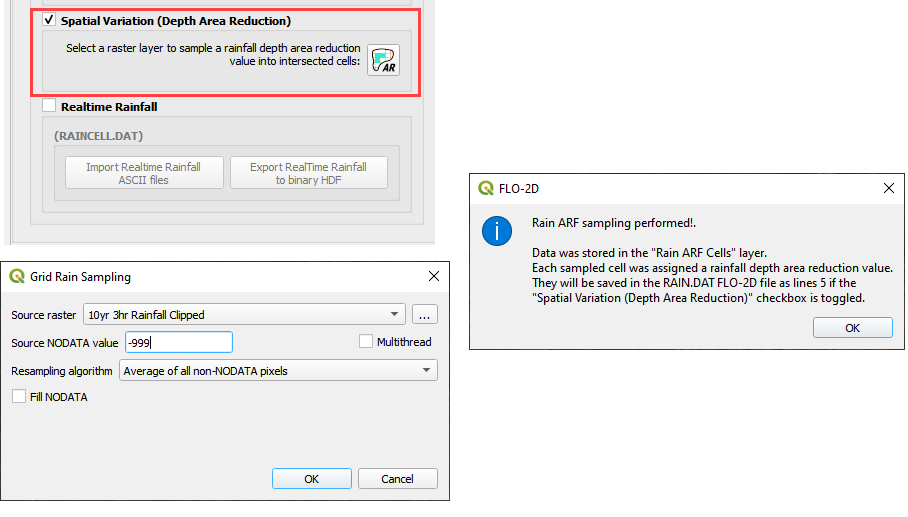 Spatial Variation (Depth Area Reduction)
Select a raster layer to sample a rainfall depth area reduction
value into intersected cells:
AR
Realtime Rainfall
(RAINCELL.DAT)
Import Realtime Rainfall
ASCII files
Export RealTime Rainfall
to binary HDF
Grid Rain Sampling
Source raster
10yr 3hr Rainfall Clipped
...
Source NODATA value
-999
Multithread
Resampling algorithm
Average of all non-NODATA pixels
Fill NODATA
OK
Cancel
FLO-2D
Rain ARF sampling performed!.
Data was stored in the "Rain ARF Cells" layer.
Each sampled cell was assigned a rainfall depth area reduction value.
They will be saved in the RAIN.DAT FLO-2D file as lines 5 if the
"Spatial Variation (Depth Area Reduction)" checkbox is toggled.
OK